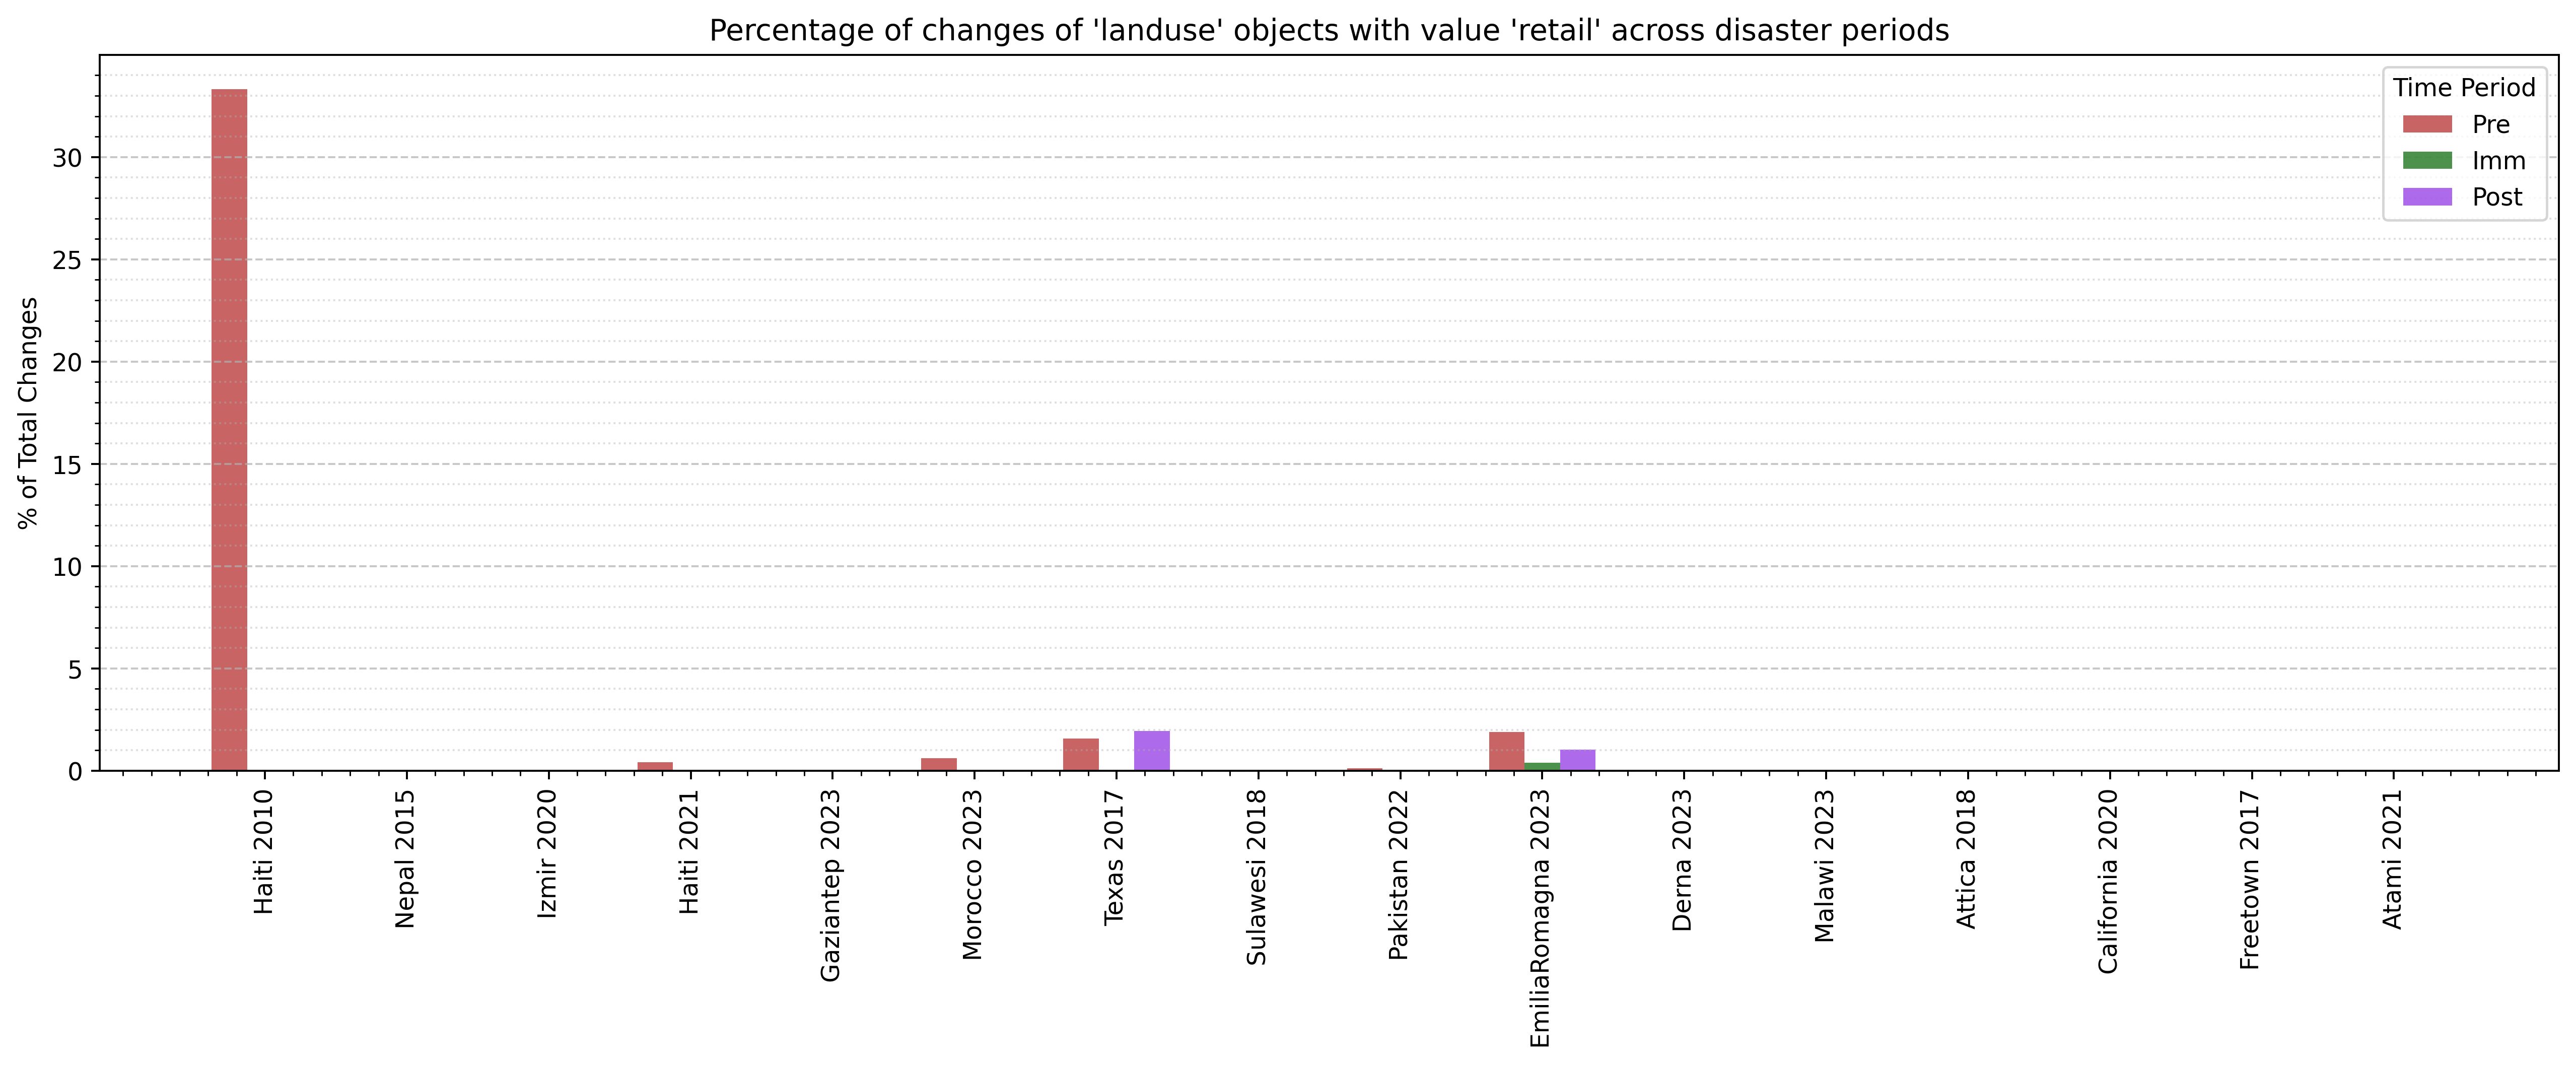 Percentage of changes of 'landuse' objects with value 'retail' across disaster periods
Time Period
Pre
Imm
Post
% of Total Changes
30
25
20
15
10
5
0
Haiti 2010
Nepal 2015
Izmir 2020
Haiti 2021
Gaziantep 2023
Morocco 2023
Texas 2017
Sulawesi 2018
Pakistan 2022
EmiliaRomagna 2023
Derna 2023
Malawi 2023
Attica 2018
California 2020
Freetown 2017
Atami 2021